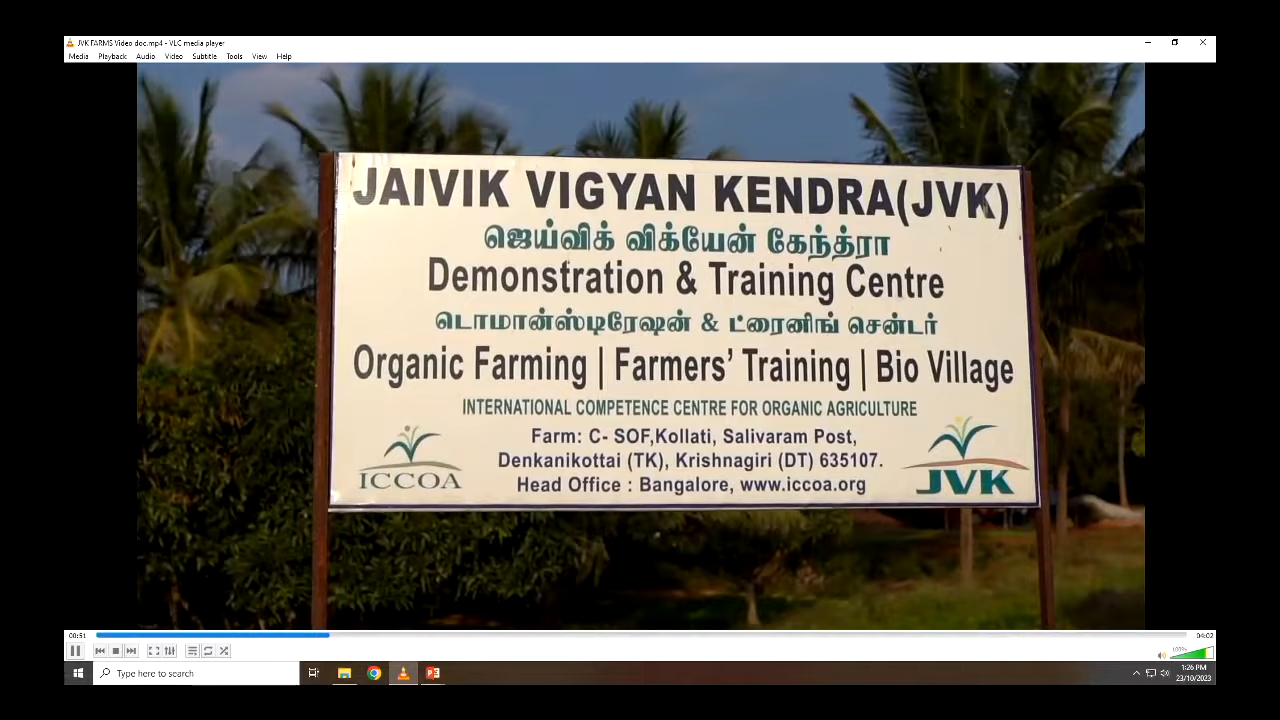 JVK FARMS Video doc.mp4 - VLC media player
Media Playback Audio Video Subtitle Tools View Help
JAIVIK VIGYAN KENDRA(JVK)
ஜெய்விக் விக்யேன் கேந்த்ரா
Demonstration & Training Centre
டொமான்ஸ்டிரேஷன் & ட்ரைனிங் சென்டர்
Organic Farming | Farmers' Training | Bio Village
INTERNATIONAL COMPETENCE CENTRE FOR ORGANIC AGRICULTURE
Farm: C- SOF,Kollati, Salivaram Post,
Denkanikottai (TK), Krishnagiri (DT) 635107.
Head Office : Bangalore, www.iccoa.org
ICCOA
JVK
00:51
04:02
100%
Type here to search
1:26 PM
23/10/2023